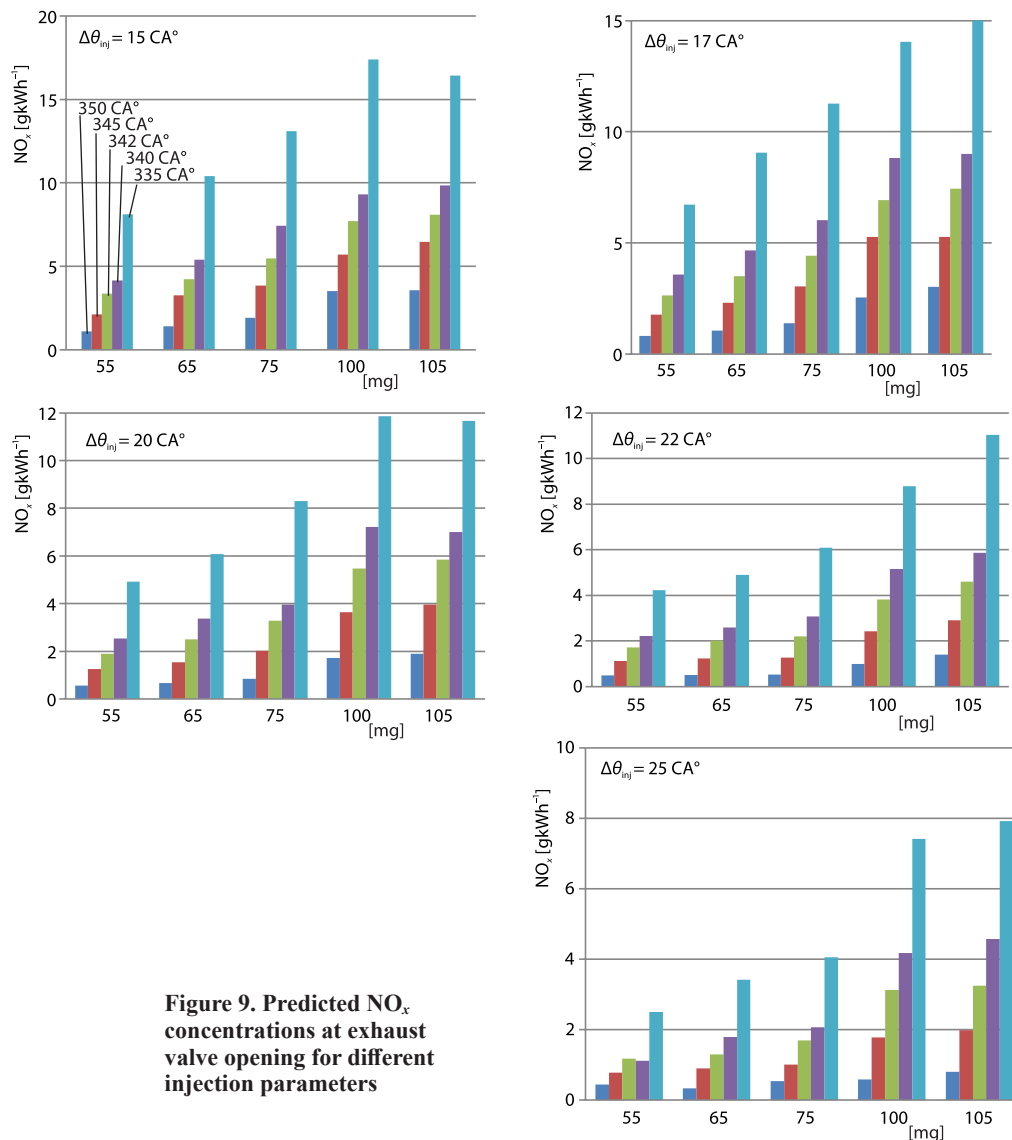 20
15
10
5
0
NOx [gkWh–1]
Δθinj = 15 CA°
350 CA°
345 CA°
342 CA°
340 CA°
335 CA°
55 65 75 100 105
[mg]
15
10
5
0
NOx [gkWh–1]
Δθinj = 17 CA°
55 65 75 100 105
[mg]
12
10
8
6
4
2
0
NOx [gkWh–1]
Δθinj = 20 CA°
55 65 75 100 105
[mg]
12
10
8
6
4
2
0
NOx [gkWh–1]
Δθinj = 22 CA°
55 65 75 100 105
[mg]
10
8
6
4
2
0
NOx [gkWh–1]
Δθinj = 25 CA°
55 65 75 100 105
[mg]
Figure 9. Predicted NOx
concentrations at exhaust
valve opening for different
injection parameters